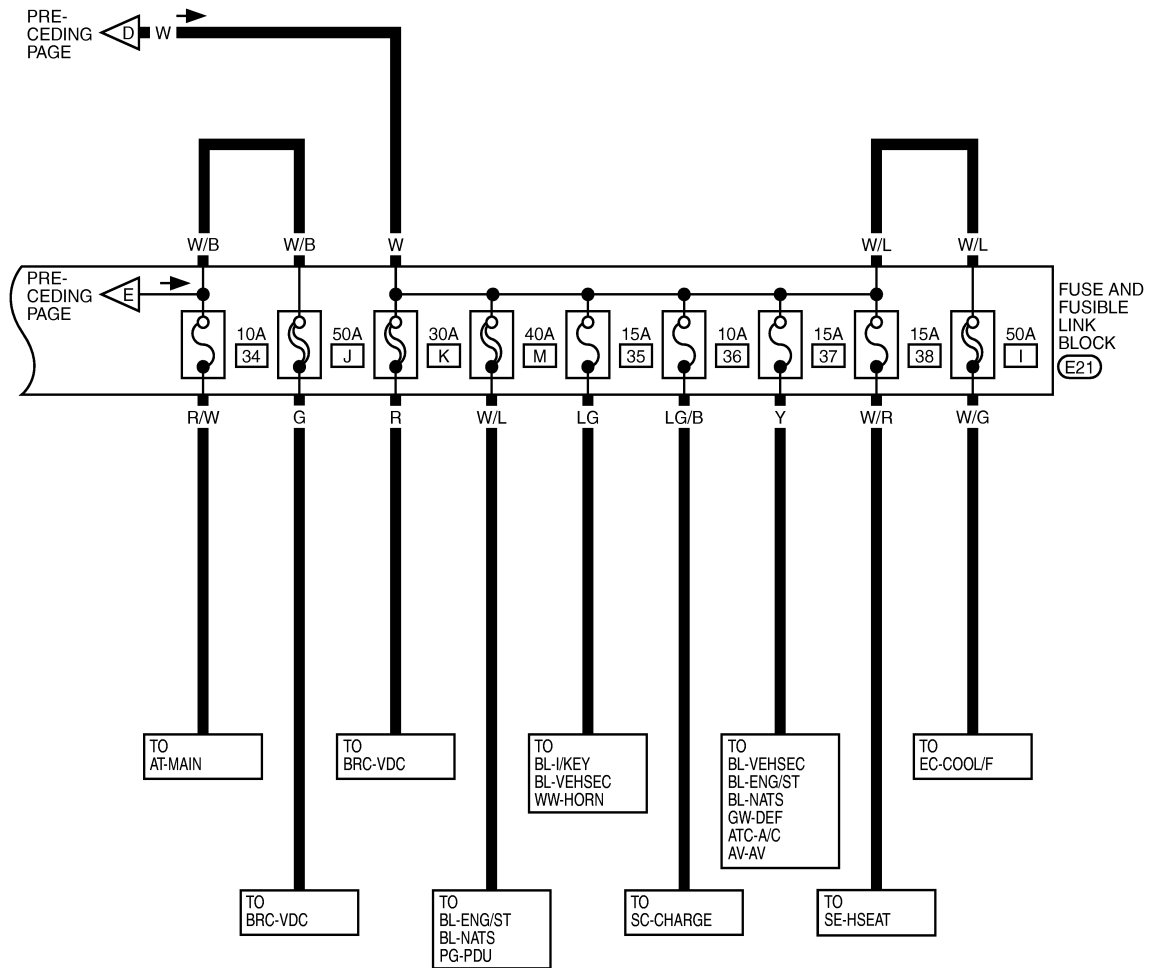 PRE-
CEDING
PAGE
D
W
W/B
W/B
W
W/L
W/L
PRE-
CEDING
PAGE
E
10A
34
50A
J
30A
K
40A
M
15A
35
10A
36
15A
37
15A
38
50A
I
FUSE AND
FUSIBLE
LINK
BLOCK
E21
R/W
G
R
W/L
LG
LG/B
Y
W/R
W/G
TO
AT-MAIN
TO
BRC-VDC
TO
BL-I/KEY
BL-VEHSEC
WW-HORN
TO
BL-VEHSEC
BL-ENG/ST
BL-NATS
GW-DEF
ATC-A/C
AV-AV
TO
EC-COOL/F
TO
BRC-VDC
TO
BL-ENG/ST
BL-NATS
PG-PDU
TO
SC-CHARGE
TO
SE-HSEAT